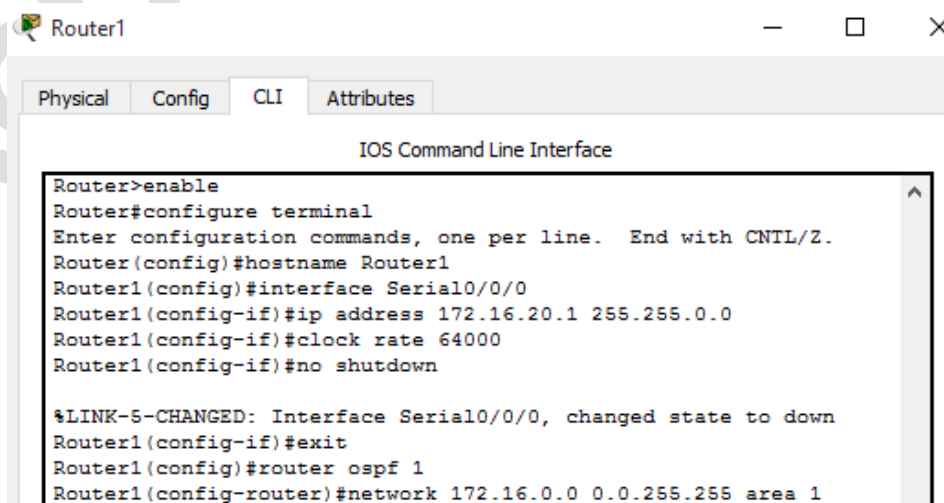 Router1
Physical Config CLI Attributes
IOS Command Line Interface
Router>enable
Router#configure terminal
Enter configuration commands, one per line.  End with CNTL/Z.
Router(config)#hostname Router1
Router1(config)#interface Serial0/0/0
Router1(config-if)#ip address 172.16.20.1 255.255.0.0
Router1(config-if)#clock rate 64000
Router1(config-if)#no shutdown
%LINK-5-CHANGED: Interface Serial0/0/0, changed state to down
Router1(config-if)#exit
Router1(config)#router ospf 1
Router1(config-router)#network 172.16.0.0 0.0.255.255 area 1